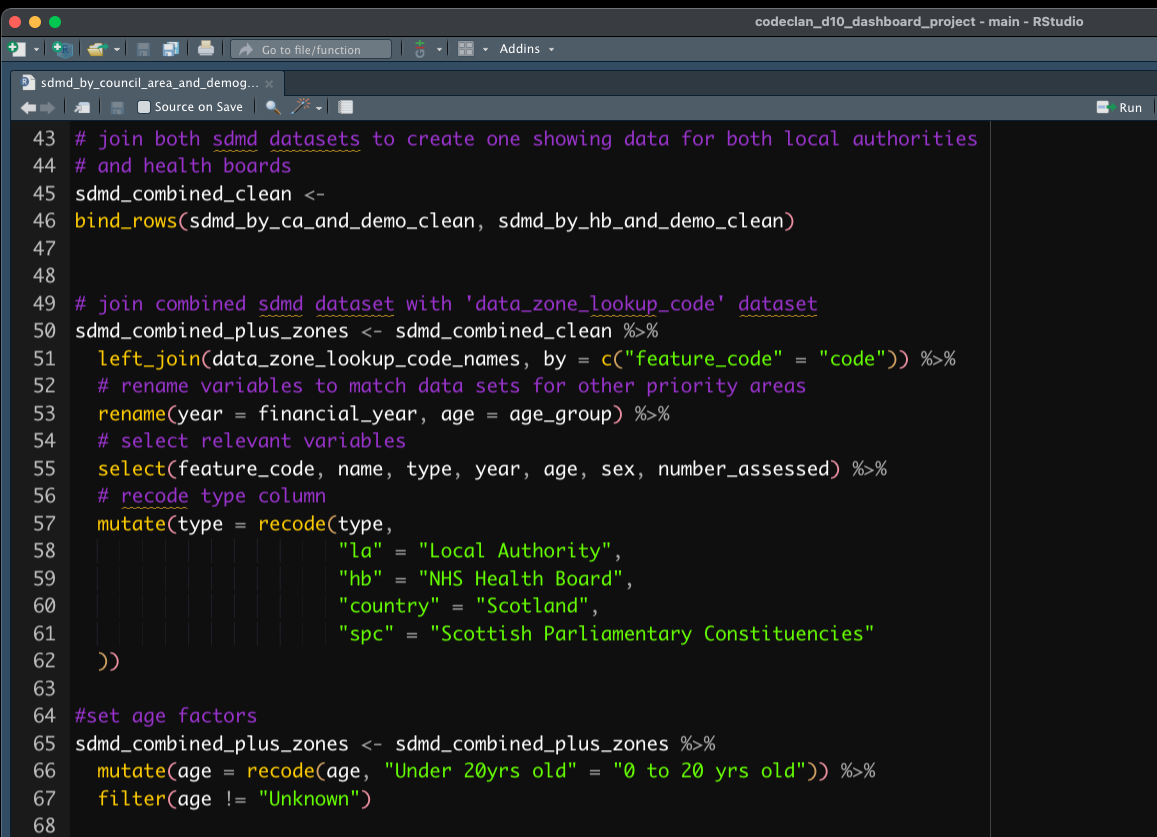 codeclan_d10_dashboard_project - main - RStudio
Go to file/function
Addins
sdmd_by_council_area_and_demog...
Source on Save
Run
43 # join both sdmd datasets to create one showing data for both local authorities
44 # and health boards
45 sdmd_combined_clean <-
46 bind_rows(sdmd_by_ca_and_demo_clean, sdmd_by_hb_and_demo_clean)
47
48
49 # join combined sdmd dataset with 'data_zone_lookup_code' dataset
50 sdmd_combined_plus_zones <- sdmd_combined_clean %>%
51   left_join(data_zone_lookup_code_names, by = c("feature_code" = "code")) %>%
52   # rename variables to match data sets for other priority areas
53   rename(year = financial_year, age = age_group) %>%
54   # select relevant variables
55   select(feature_code, name, type, year, age, sex, number_assessed) %>%
56   # recode type column
57   mutate(type = recode(type,
58                        "la" = "Local Authority",
59                        "hb" = "NHS Health Board",
60                        "country" = "Scotland",
61                        "spc" = "Scottish Parliamentary Constituencies"
62   ))
63
64 #set age factors
65 sdmd_combined_plus_zones <- sdmd_combined_plus_zones %>%
66   mutate(age = recode(age, "Under 20yrs old" = "0 to 20 yrs old")) %>%
67   filter(age != "Unknown")
68